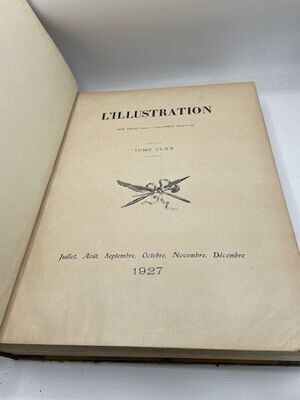 L'ILLUSTRATION
TOME CLXX
Juillet, Août, Septembre, Octobre, Novembre, Décembre
1927